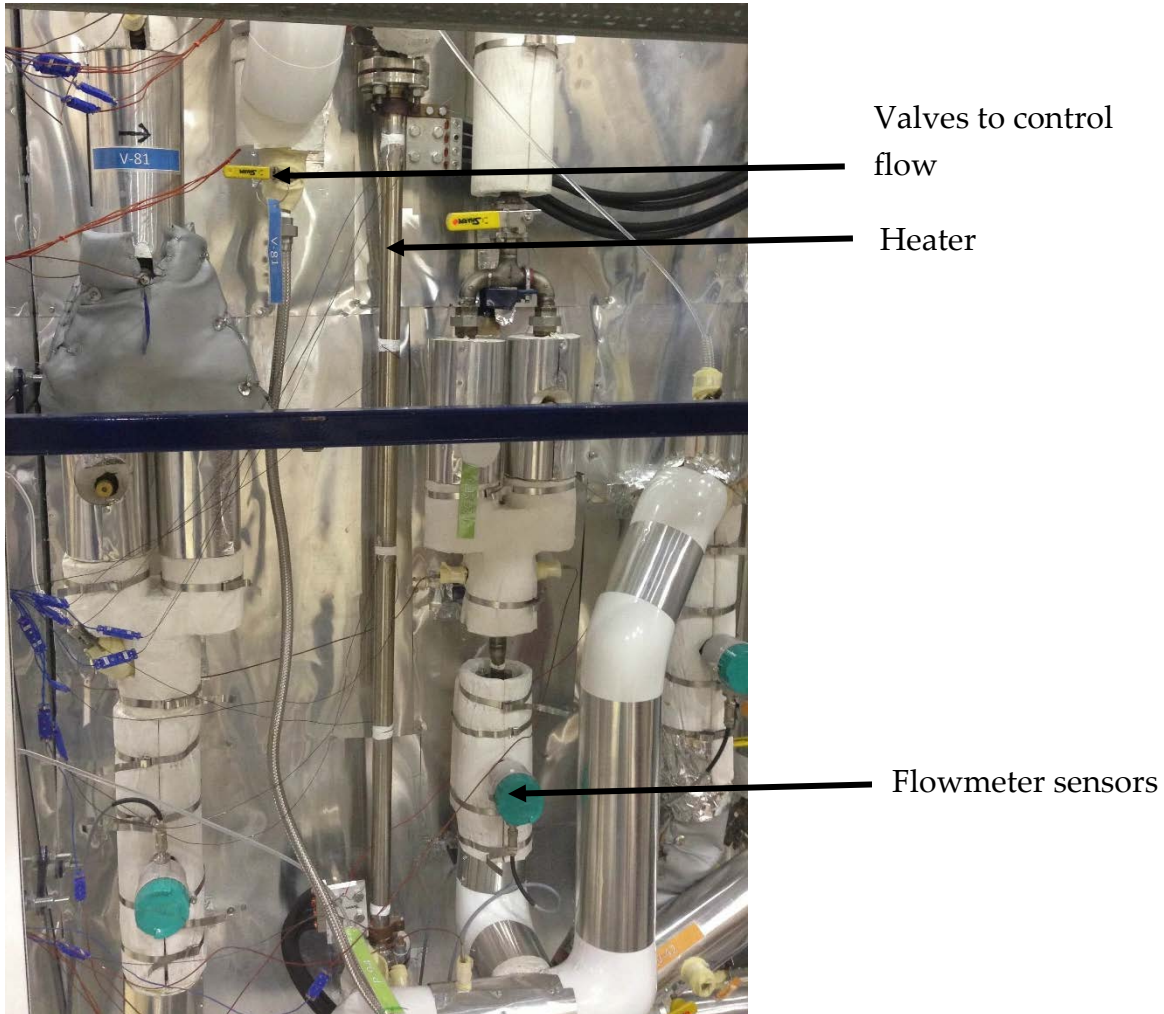 Valves to control
flow
V-81
Heater
V-81
Flowmeter sensors